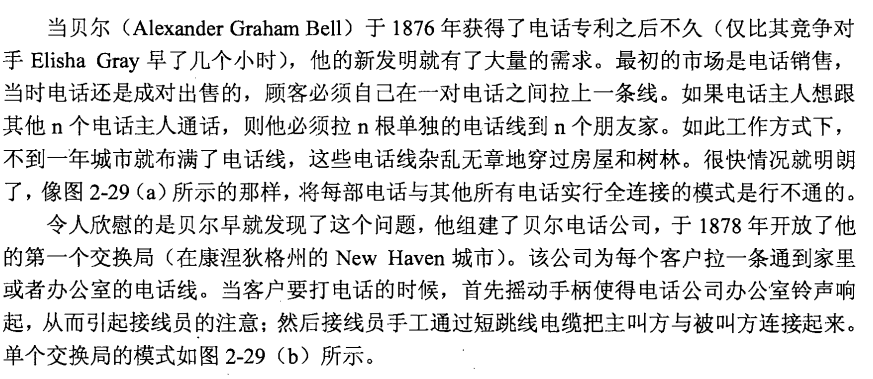 当贝尔（Alexander Graham Bell）于 1876 年获得了电话专利之后不久（仅比其竞争对
手 Elisha Gray 早了几个小时），他的新发明就有了大量的需求。最初的市场是电话销售，
当时电话还是成对出售的，顾客必须自己在一对电话之间拉上一条线。如果电话主人想跟
其他 n 个电话主人通话，则他必须拉 n 根单独的电话线到 n 个朋友家。如此工作方式下，
不到一年城市就布满了电话线，这些电话线杂乱无章地穿过房屋和树林。很快情况就明朗
了，像图 2-29（a）所示的那样，将每部电话与其他所有电话实行全连接的模式是行不通的。
令人欣慰的是贝尔早就发现了这个问题，他组建了贝尔电话公司，于 1878 年开放了他
的第一个交换局（在康涅狄格州的 New Haven 城市）。该公司为每个客户拉一条通到家里
或者办公室的电话线。当客户要打电话的时候，首先摇动手柄使得电话公司办公室铃声响
起，从而引起接线员的注意；然后接线员手工通过短跳线电缆把主叫方与被叫方连接起来。
单个交换局的模式如图 2-29（b）所示。